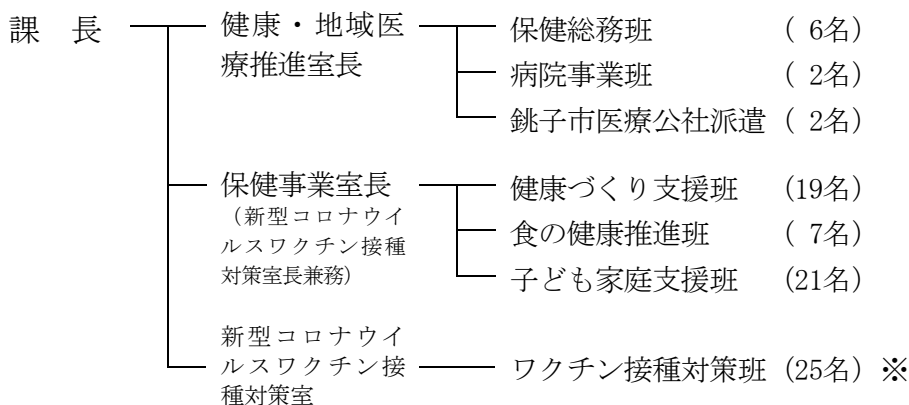 課　長
健康・地域医
療推進室長
保健総務班　（ 6名）
病院事業班　（ 2名）
銚子市医療公社派遣（ 2名）
保健事業室長
（新型コロナウイ
ルスワクチン接種
対策室長兼務）
健康づくり支援班　（19名）
食の健康推進班　（ 7名）
子ども家庭支援班　（21名）
新型コロナウイ
ルスワクチン接
種対策室
ワクチン接種対策班（25名）※